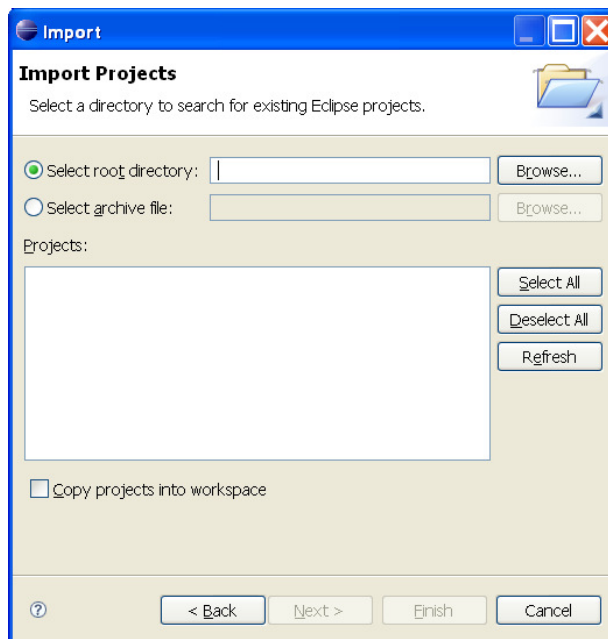 Import
Import Projects
Select a directory to search for existing Eclipse projects.
Select root directory:
Browse...
Select archive file:
Browse...
Projects:
Select All
Deselect All
Refresh
Copy projects into workspace
?
< Back
Next >
Finish
Cancel